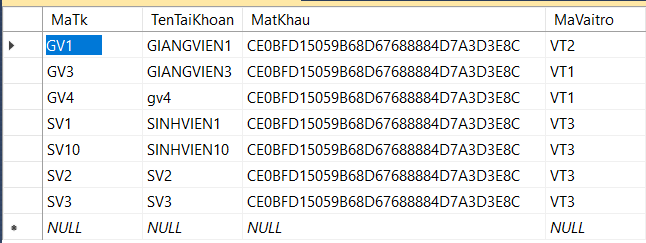 MaTk TenTaiKhoan MatKhau MaVaitro
GV1 GIANGVIEN1 CE0BFD15059B68D67688884D7A3D3E8C VT2
GV3 GIANGVIEN3 CE0BFD15059B68D67688884D7A3D3E8C VT1
GV4 gv4 CE0BFD15059B68D67688884D7A3D3E8C VT1
SV1 SINHVIEN1 CE0BFD15059B68D67688884D7A3D3E8C VT3
SV10 SINHVIEN10 CE0BFD15059B68D67688884D7A3D3E8C VT3
SV2 SV2 CE0BFD15059B68D67688884D7A3D3E8C VT3
SV3 SV3 CE0BFD15059B68D67688884D7A3D3E8C VT3
NULL NULL NULL NULL